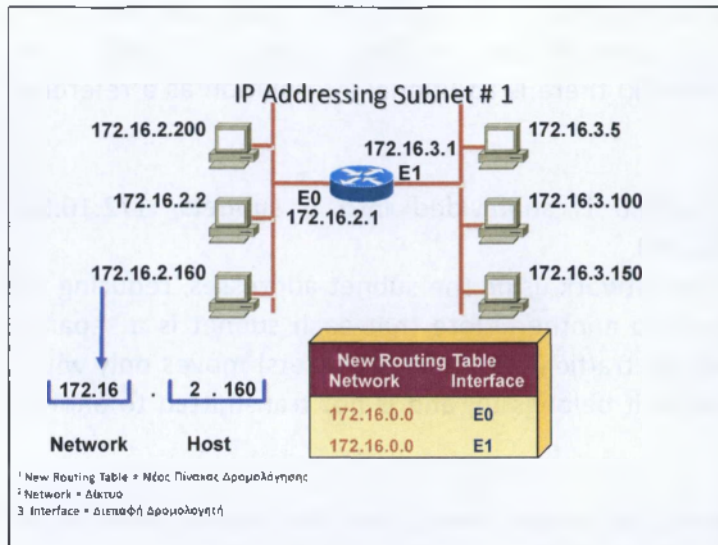 IP Addressing Subnet # 1
172.16.2.200
172.16.3.5
172.16.3.1
E1
172.16.2.2
E0
172.16.3.100
172.16.2.1
172.16.2.160
172.16.3.150
New Routing Table
Network Interface
172.16.0.0 E0
172.16.0.0 E1
172.16 . 2 . 160
Network Host
1 New Routing Table = Νέος Πίνακας Δρομολόγησης
2 Network = Δίκτυο
3 Interface = Διεπαφή Δρομολογητή